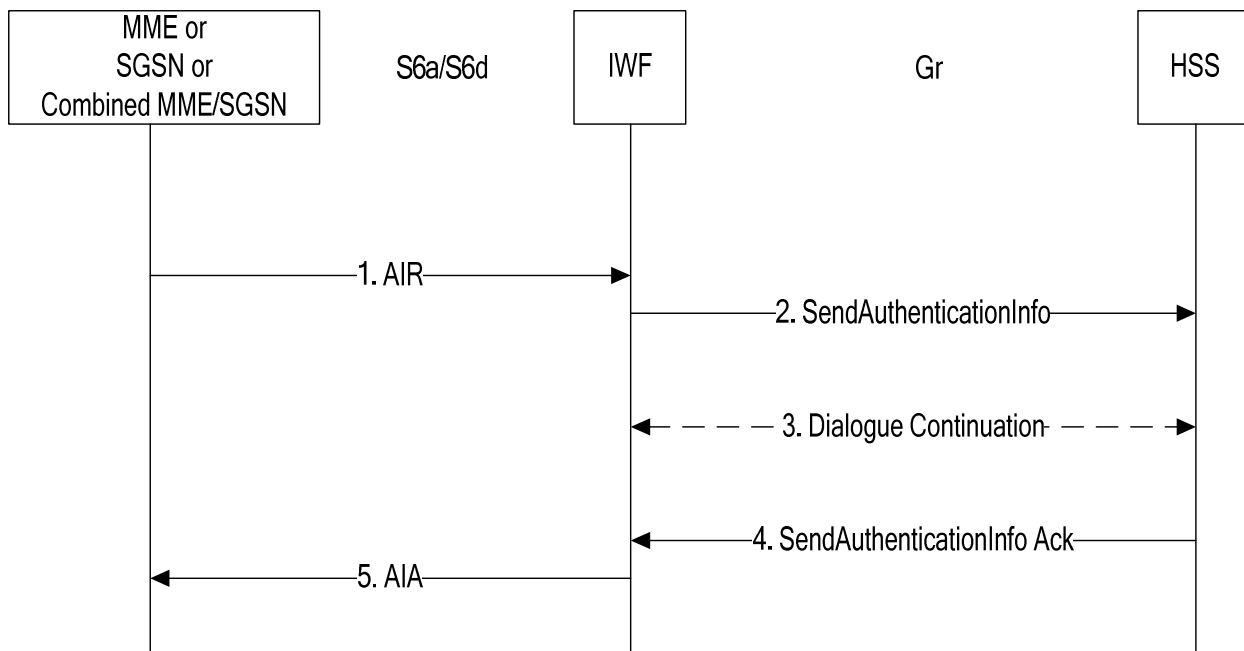 MME or
SGSN or
Combined MME/SGSN
S6a/S6d
IWF
Gr
HSS
1. AIR
2. SendAuthenticationInfo
3. Dialogue Continuation
4. SendAuthenticationInfo Ack
5. AIA